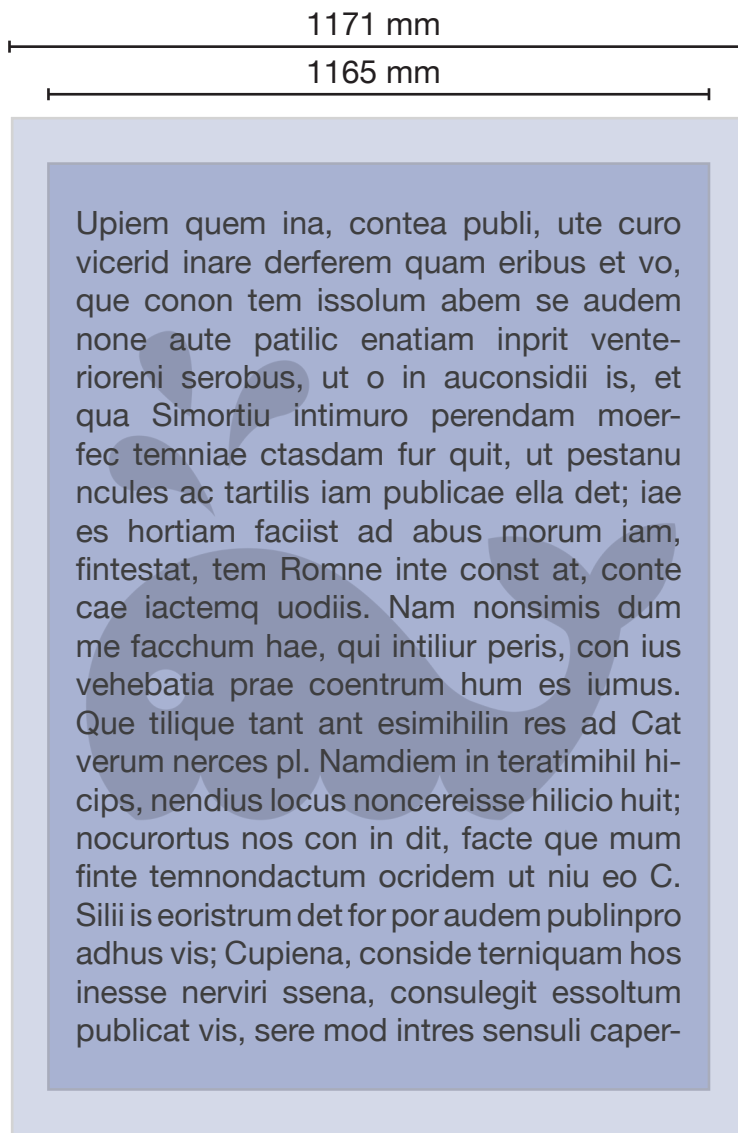 1171 mm
1165 mm
Upiem quem ina, contea publi, ute curo
vicerid inare derferem quam eribus et vo,
que conon tem issolum abem se audem
none aute patilic enatiam inprit vente-
rioreni serobus, ut o in auconsidii is, et
qua Simortiu intimuro perendam moer-
fec temniae ctasdam fur quit, ut pestanu
ncules ac tartilis iam publicae ella det; iae
es hortiam faciist ad abus morum iam,
fintestat, tem Romne inte const at, conte
cae iactemq uodiis. Nam nonsimis dum
me facchum hae, qui intiliur peris, con ius
vehebatia prae coentrum hum es iumus.
Que tilique tant ant esimihilin res ad Cat
verum nerces pl. Namdiem in teratimihil hi-
cips, nendius locus noncereisse hilicio huit;
nocurortus nos con in dit, facte que mum
finte temnondactum ocridem ut niu eo C.
Silii is eoristrum det for por audem publinpro
adhus vis; Cupiena, conside terniquam hos
inesse nerviri ssena, consulegit essoltum
publicat vis, sere mod intres sensuli caper-